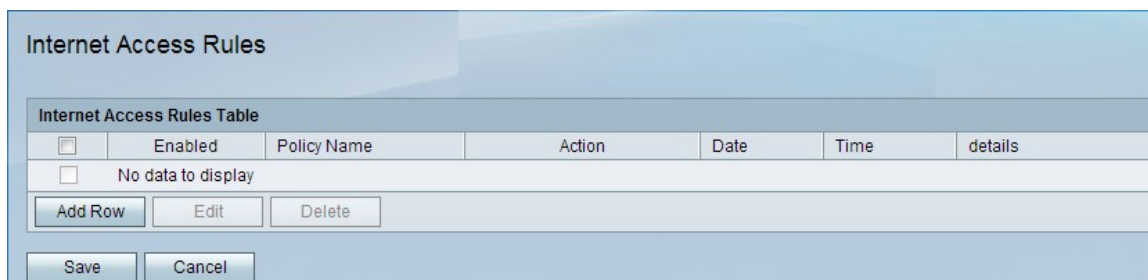 Internet Access Rules
Internet Access Rules Table
Enabled Policy Name Action Date Time details
No data to display
Add Row Edit Delete
Save Cancel